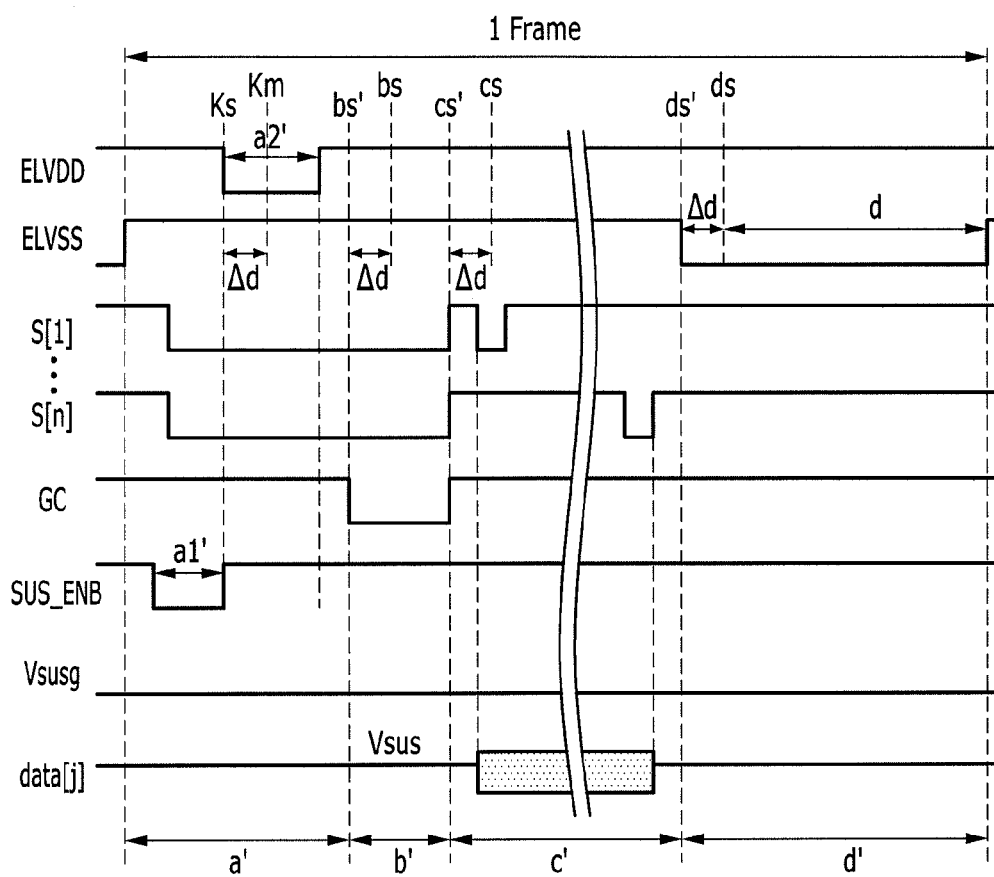 1 Frame
Km
Ks
bs
bs'
cs
cs'
ds
ds'
a2'
ELVDD
Δd
d
ELVSS
Δd
Δd
Δd
S[1]
S[n]
GC
a1'
SUS_ENB
Vsusg
Vsus
data[j]
a'
b'
c'
d'